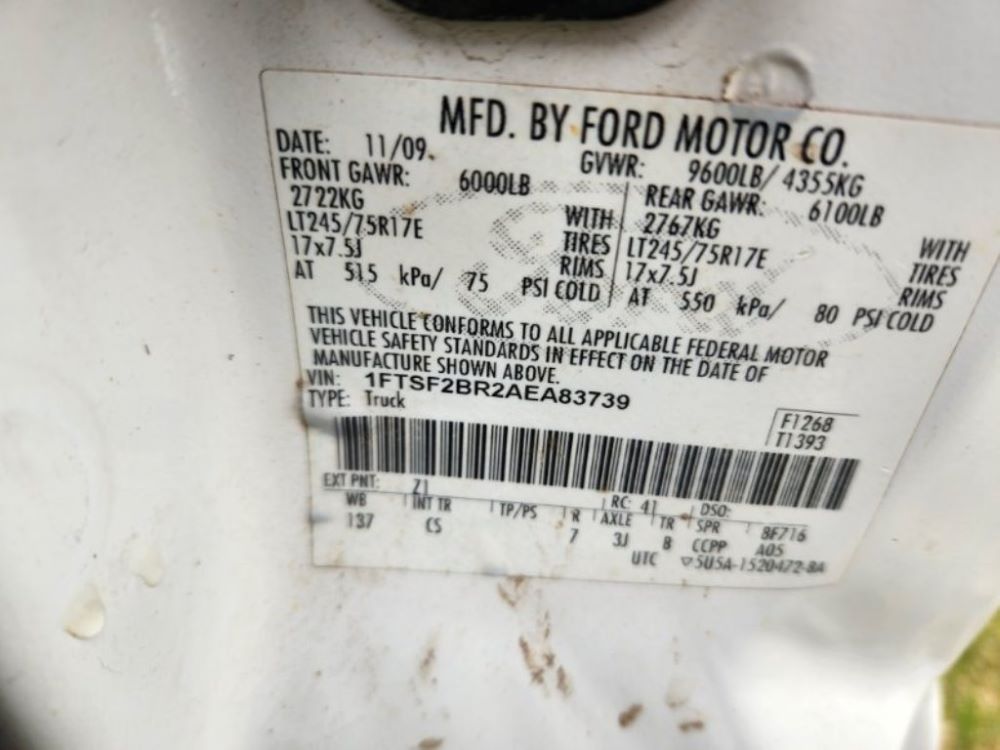 MFD. BY FORD MOTOR CO.
DATE: 11/09. GVWR: 9600LB/ 4355KG
FRONT GAWR: 6000LB REAR GAWR: 6100LB
2722KG WITH 2767KG WITH
LT245/75R17E TIRES LT245/75R17E TIRES
17x7.5J RIMS 17x7.5J RIMS
AT 515 kPa/ 75 PSI COLD AT 550 kPa/ 80 PSI COLD
THIS VEHICLE CONFORMS TO ALL APPLICABLE FEDERAL MOTOR
VEHICLE SAFETY STANDARDS IN EFFECT ON THE DATE OF
MANUFACTURE SHOWN ABOVE.
VIN: 1FTSF2BR2AEA83739
TYPE: Truck
F1268
T1393
EXT PNT: Z1 RC: 41 DSO:
WB INT TR TP/PS R AXLE TR SPR 8F716
137 CS 7 3J B CCPP A05
UTC ▽5U5A-1520472-BA